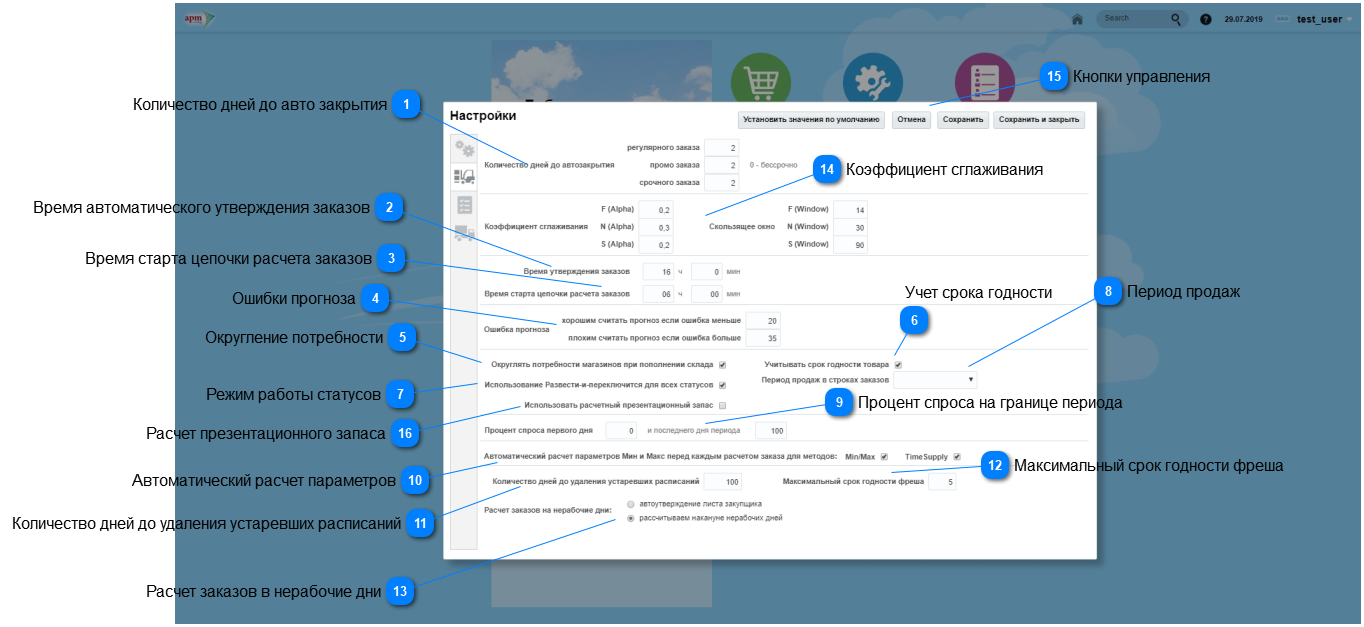 apm
Search
?
29.07.2019
test_user
15 Кнопки управления
Количество дней до авто закрытия 1
Настройки
Установить значения по умолчанию
Отмена
Сохранить
Сохранить и закрыть
регулярного заказа 2
Количество дней до автозакрытия промо заказа 2 0 - бессрочно
срочного заказа 2
14 Коэффициент сглаживания
Время автоматического утверждения заказов 2
F (Alpha) 0,2 F (Window) 14
Коэффициент сглаживания N (Alpha) 0,3 Скользящее окно N (Window) 30
S (Alpha) 0,2 S (Window) 90
Время старта цепочки расчета заказов 3
Время утверждения заказов 16 ч 0 мин
Время старта цепочки расчета заказов 06 ч 00 мин
Ошибки прогноза 4
Учет срока годности
6
8 Период продаж
Ошибка прогноза
хорошим считать прогноз если ошибка меньше 20
плохим считать прогноз если ошибка больше 35
Округление потребности 5
Округлять потребности магазинов при пополнении склада
Учитывать срок годности товара
Использование Развести-и-переключится для всех статусов
Период продаж в строках заказов
Режим работы статусов 7
Использовать расчетный презентационный запас
9 Процент спроса на границе периода
Расчет презентационного запаса 16
Процент спроса первого дня 0 и последнего дня периода 100
Автоматический расчет параметров Мин и Макс перед каждым расчетом заказа для методов: Min/Max TimeSupply
12 Максимальный срок годности фреша
Автоматический расчет параметров 10
Количество дней до удаления устаревших расписаний 100 Максимальный срок годности фреша 5
Количество дней до удаления устаревших расписаний 11
Расчет заказов на нерабочие дни:
автоутверждение листа закупщика
рассчитываем накануне нерабочих дней
Расчет заказов в нерабочие дни 13